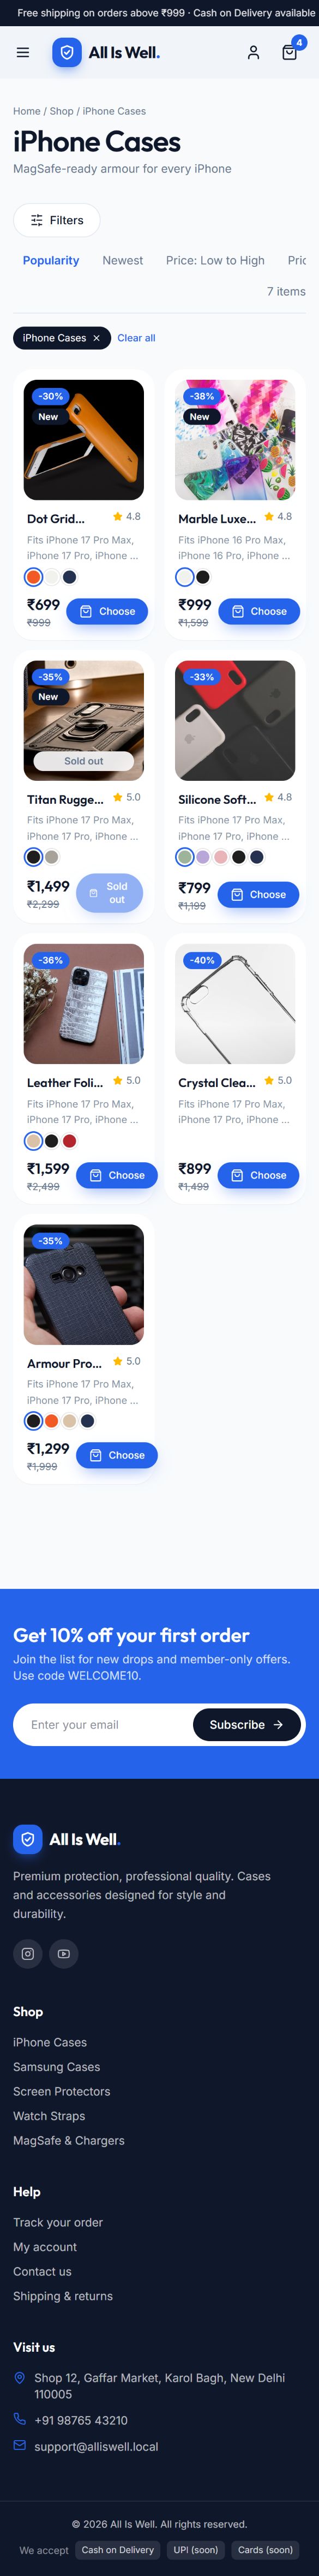 Free shipping on orders above ₹999 · Cash on Delivery available
All Is Well.
4
Home / Shop / iPhone Cases
iPhone Cases
MagSafe-ready armour for every iPhone
Filters
Popularity Newest Price: Low to High Pric
7 items
iPhone Cases ×
Clear all
-30%
New
Dot Grid... 4.8
Fits iPhone 17 Pro Max,
iPhone 17 Pro, iPhone ...
₹699
₹999
Choose
-38%
New
Marble Luxe... 4.8
Fits iPhone 16 Pro Max,
iPhone 16 Pro, iPhone ...
₹999
₹1,599
Choose
-35%
New
Sold out
Titan Rugge... 5.0
Fits iPhone 17 Pro Max,
iPhone 17 Pro, iPhone ...
₹1,499
₹2,299
Sold
out
-33%
Silicone Soft... 4.8
Fits iPhone 17 Pro Max,
iPhone 17 Pro, iPhone ...
₹799
₹1,199
Choose
-36%
Leather Foli... 5.0
Fits iPhone 17 Pro Max,
iPhone 17 Pro, iPhone ...
₹1,599
₹2,499
Choose
-40%
Crystal Clea... 5.0
Fits iPhone 17 Pro Max,
iPhone 17 Pro, iPhone ...
₹899
₹1,499
Choose
-35%
Armour Pro... 5.0
Fits iPhone 17 Pro Max,
iPhone 17 Pro, iPhone ...
₹1,299
₹1,999
Choose
Get 10% off your first order
Join the list for new drops and member-only offers.
Use code WELCOME10.
Enter your email
Subscribe →
All Is Well.
Premium protection, professional quality. Cases
and accessories designed for style and
durability.
Shop
iPhone Cases
Samsung Cases
Screen Protectors
Watch Straps
MagSafe & Chargers
Help
Track your order
My account
Contact us
Shipping & returns
Visit us
Shop 12, Gaffar Market, Karol Bagh, New Delhi
110005
+91 98765 43210
support@alliswell.local
© 2026 All Is Well. All rights reserved.
We accept Cash on Delivery UPI (soon) Cards (soon)